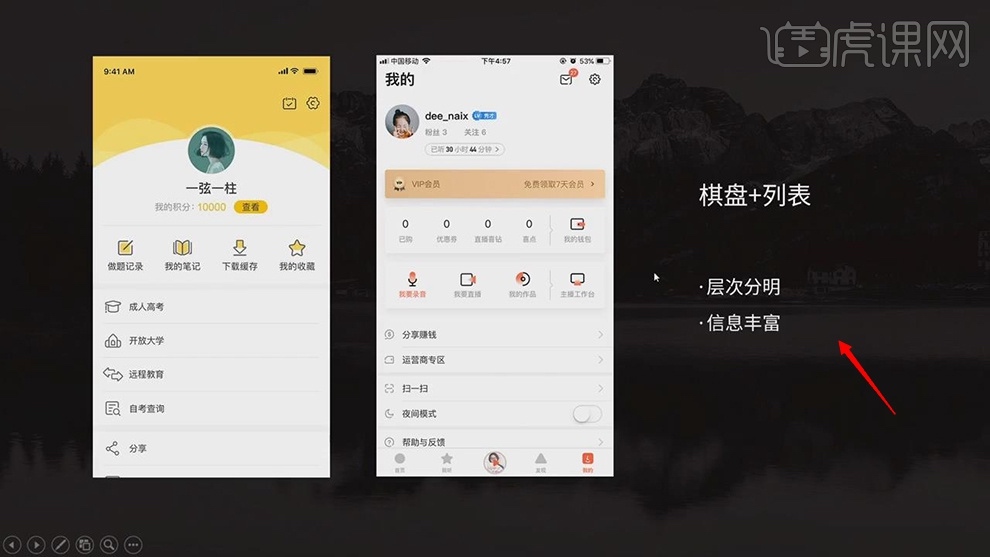 虎课网
9:41 AM
一弦一柱
我的积分: 10000 查看
做题记录 我的笔记 下载缓存 我的收藏
成人高考
开放大学
远程教育
自考查询
分享
中国移动 下午4:57 53%
我的
dee_naix 秀才
粉丝 3 关注 6
已听 30 小时 44 分钟 >
VIP会员 免费领取7天会员 >
0 0 0 0
已购 优惠券 直播喜钻 喜点 我的钱包
我要录音 我要直播 我的作品 主播工作台
分享赚钱
运营商专区
扫一扫
夜间模式
帮助与反馈
首页 发现 我的
棋盘+列表
·层次分明
·信息丰富